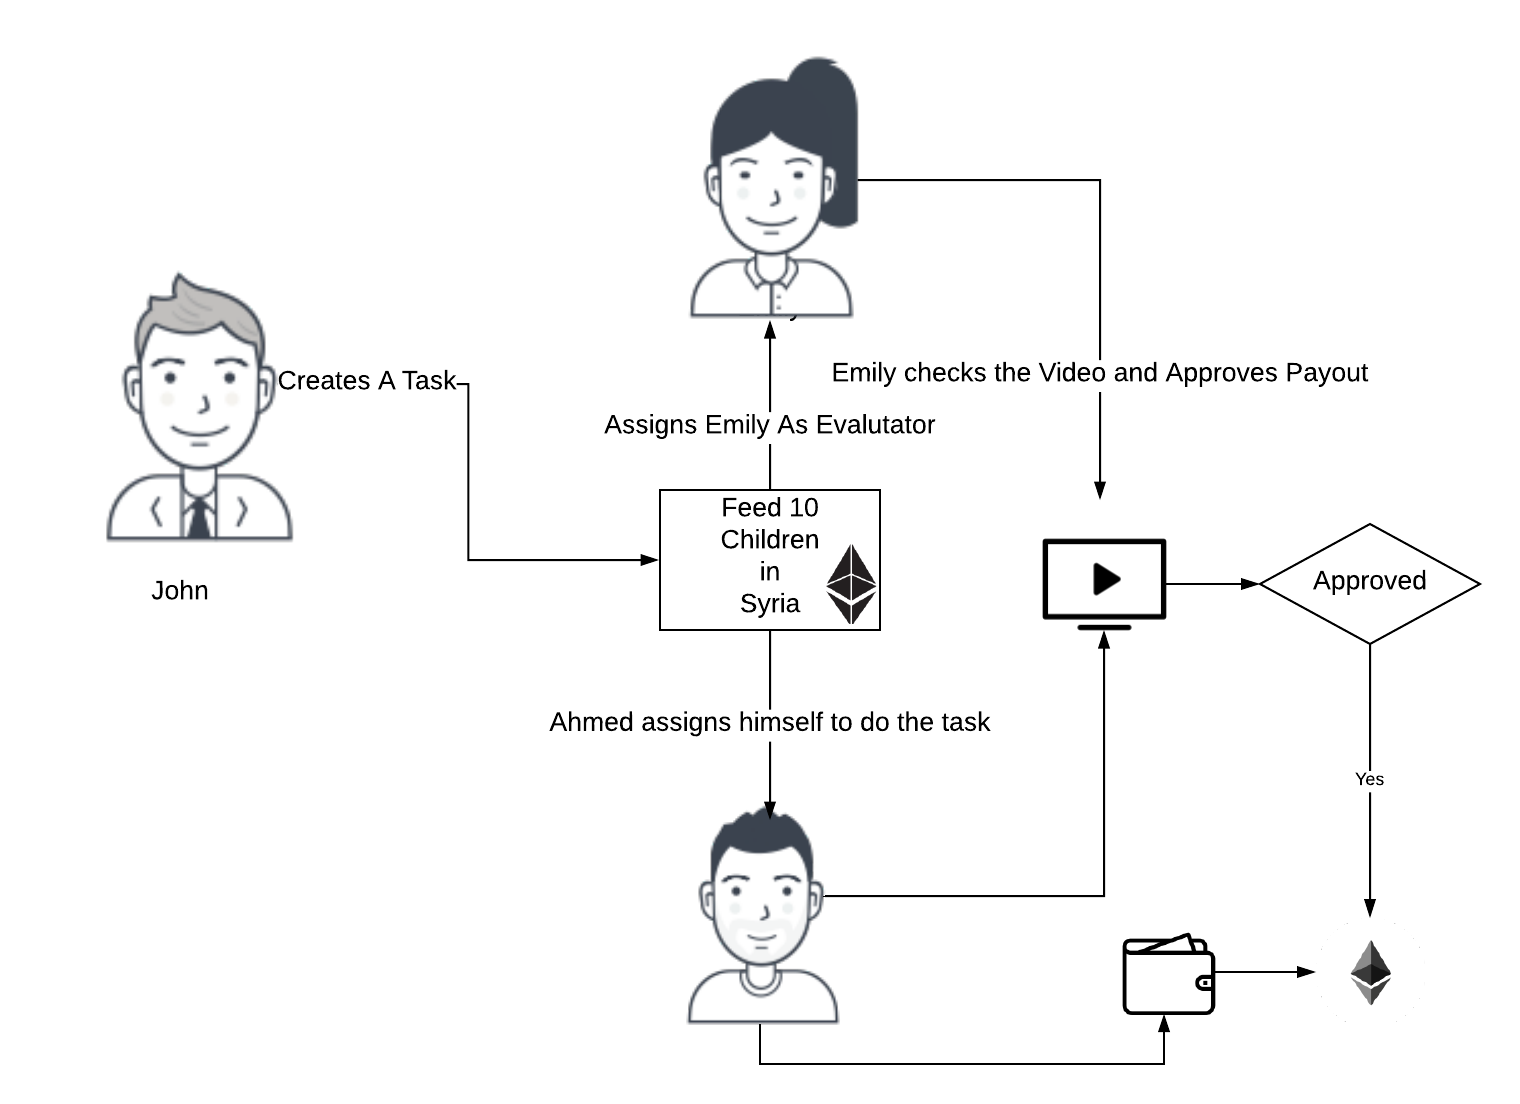 Creates A Task
John
Assigns Emily As Evalutator
Feed 10
Children
in
Syria
Ahmed assigns himself to do the task
Emily checks the Video and Approves Payout
Approved
Yes